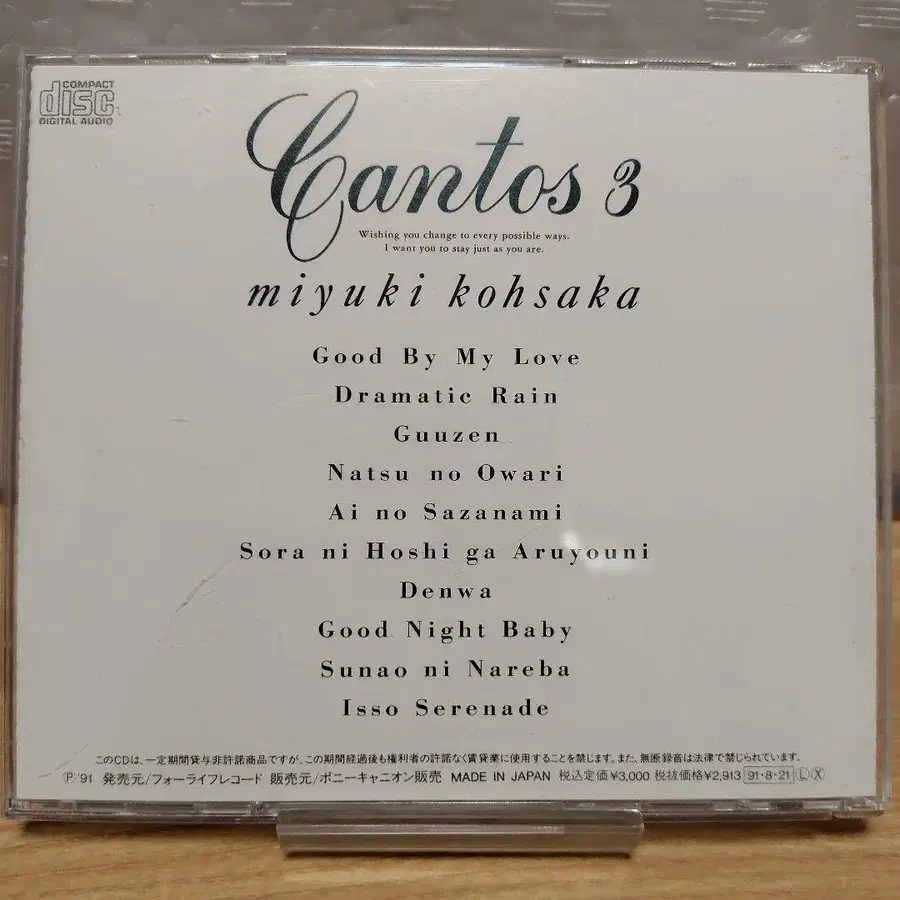 COMPACT
disc
DIGITAL AUDIO
Cantos 3
Wishing you change to every possible ways.
I want you to stay just as you are.
miyuki kohsaka
Good By My Love
Dramatic Rain
Guuzen
Natsu no Owari
Ai no Sazanami
Sora ni Hoshi ga Aruyouni
Denwa
Good Night Baby
Sunao ni Nareba
Isso Serenade
このCDは、一定期間貸与非許諾商品ですが、この期間経過後も権利者の許諾なく賃貸業に使用することを禁じます。また、無断録音は法律で禁じられています。
Ⓟ'91 発売元/フォーライフレコード 販売元/ポニーキャニオン販売 MADE IN JAPAN 税込定価¥3,000 税抜価格¥2,913 91・8・21 Ⓛ Ⓧ